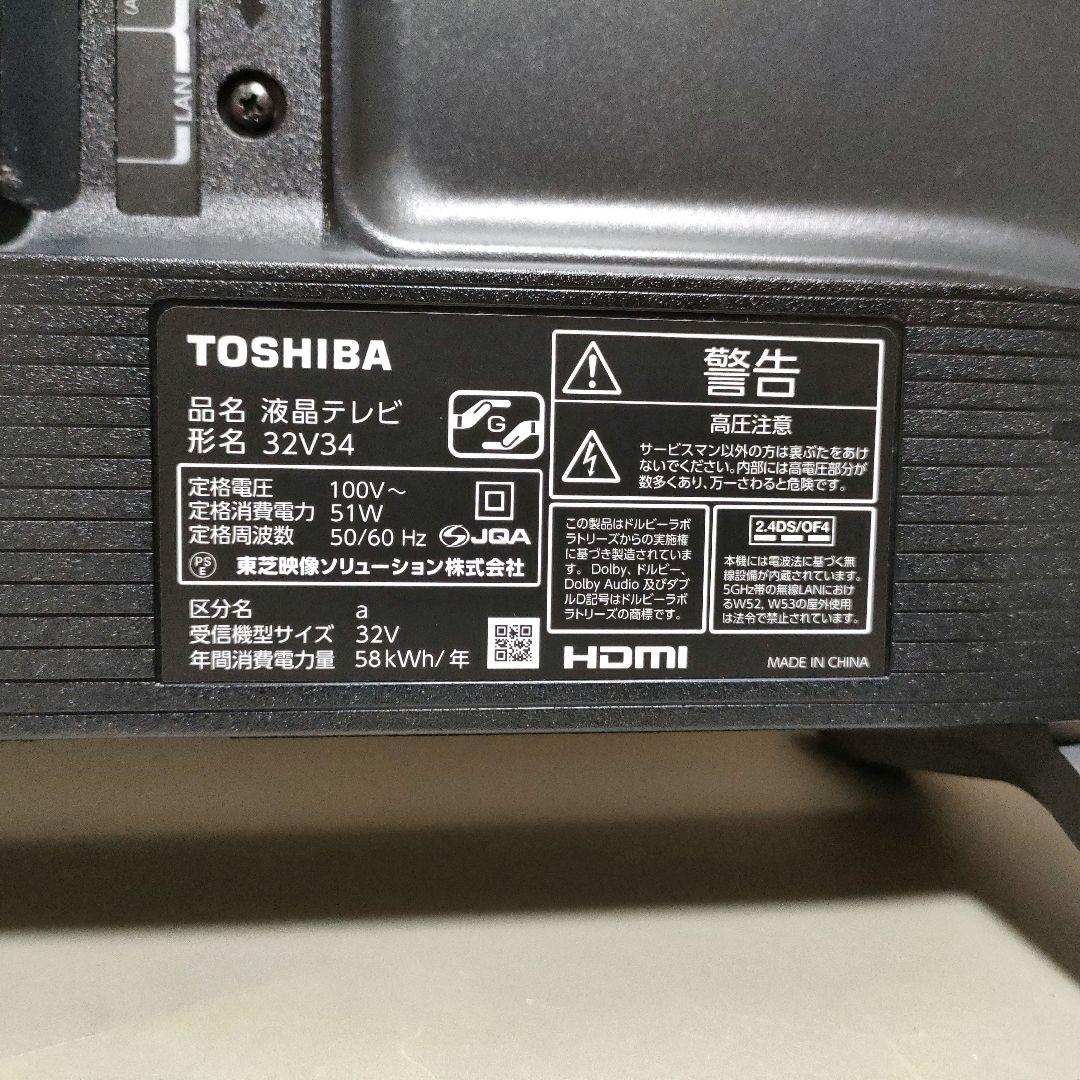 (A
LAN
TOSHIBA
品名 液晶テレビ
形名 32V34
G
定格電圧 100V～
定格消費電力 51W
定格周波数 50/60 Hz JQA
PS
E
東芝映像ソリューション株式会社
区分名 a
受信機型サイズ 32V
年間消費電力量 58kWh/年
警告
高圧注意
サービスマン以外の方は裏ぶたをあけ
ないでください。内部には高電圧部分が
数多くあり、万一さわると危険です。
この製品はドルビーラボ
ラトリーズからの実施権
に基づき製造されていま
す。Dolby、ドルビー、
Dolby Audio 及びダブ
ルD記号はドルビーラボ
ラトリーズの商標です。
2.4DS/OF4
本機には電波法に基づく無
線設備が内蔵されています。
5GHz帯の無線LANにおけ
るW52, W53の屋外使用
は法令で禁止されています。
HDMI
MADE IN CHINA